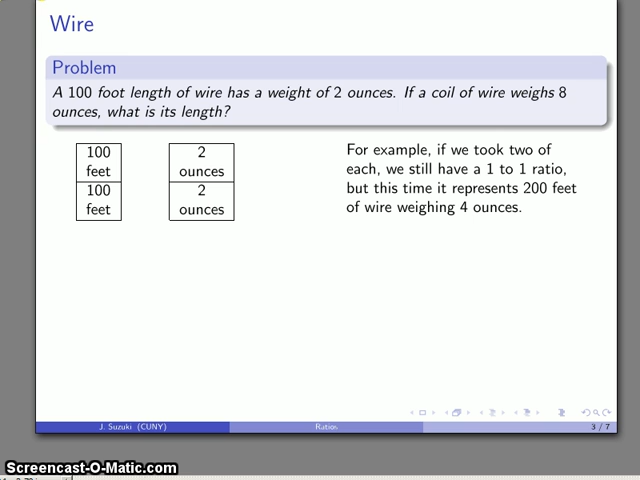 Wire
Problem
A 100 foot length of wire has a weight of 2 ounces. If a coil of wire weighs 8
ounces, what is its length?
100
feet
100
feet
2
ounces
2
ounces
For example, if we took two of
each, we still have a 1 to 1 ratio,
but this time it represents 200 feet
of wire weighing 4 ounces.
J. Suzuki (CUNY)
Ratios
3 / 7
Screencast-O-Matic.com